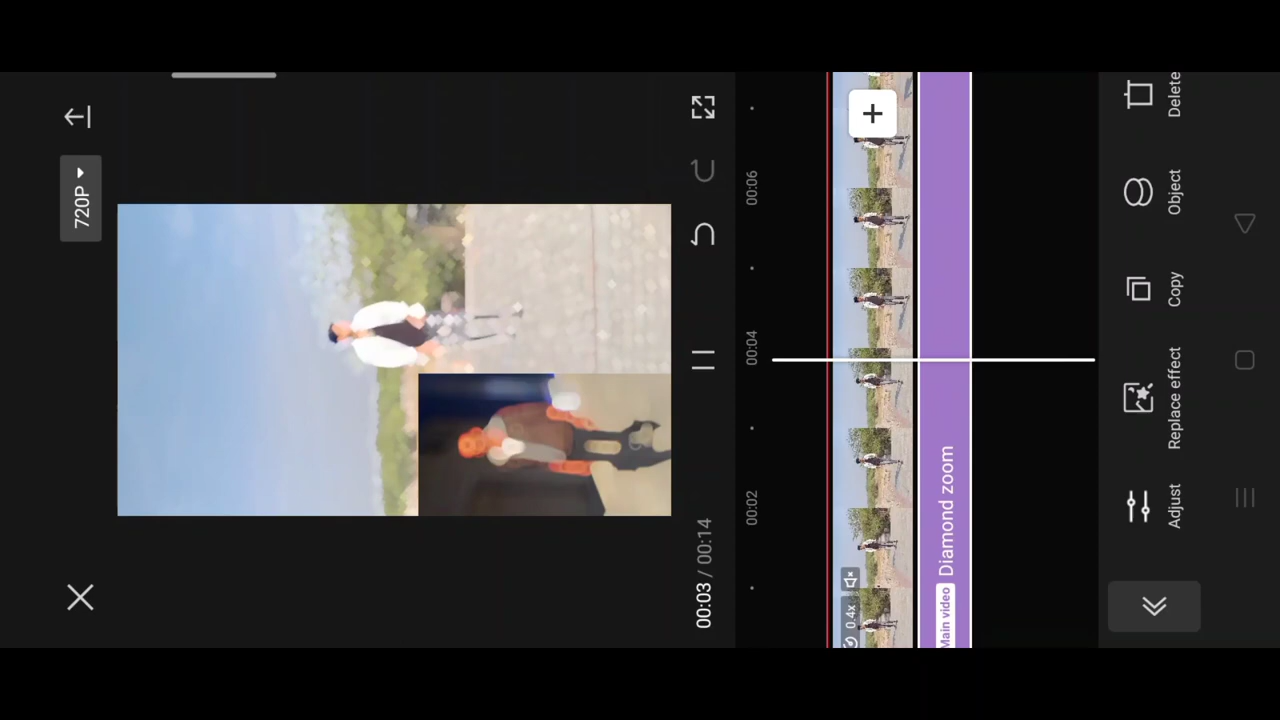 720P
00:03 / 00:14
00:02
00:04
00:06
0.4x
Main video
Diamond zoom
Adjust
Replace effect
Copy
Object
Delete